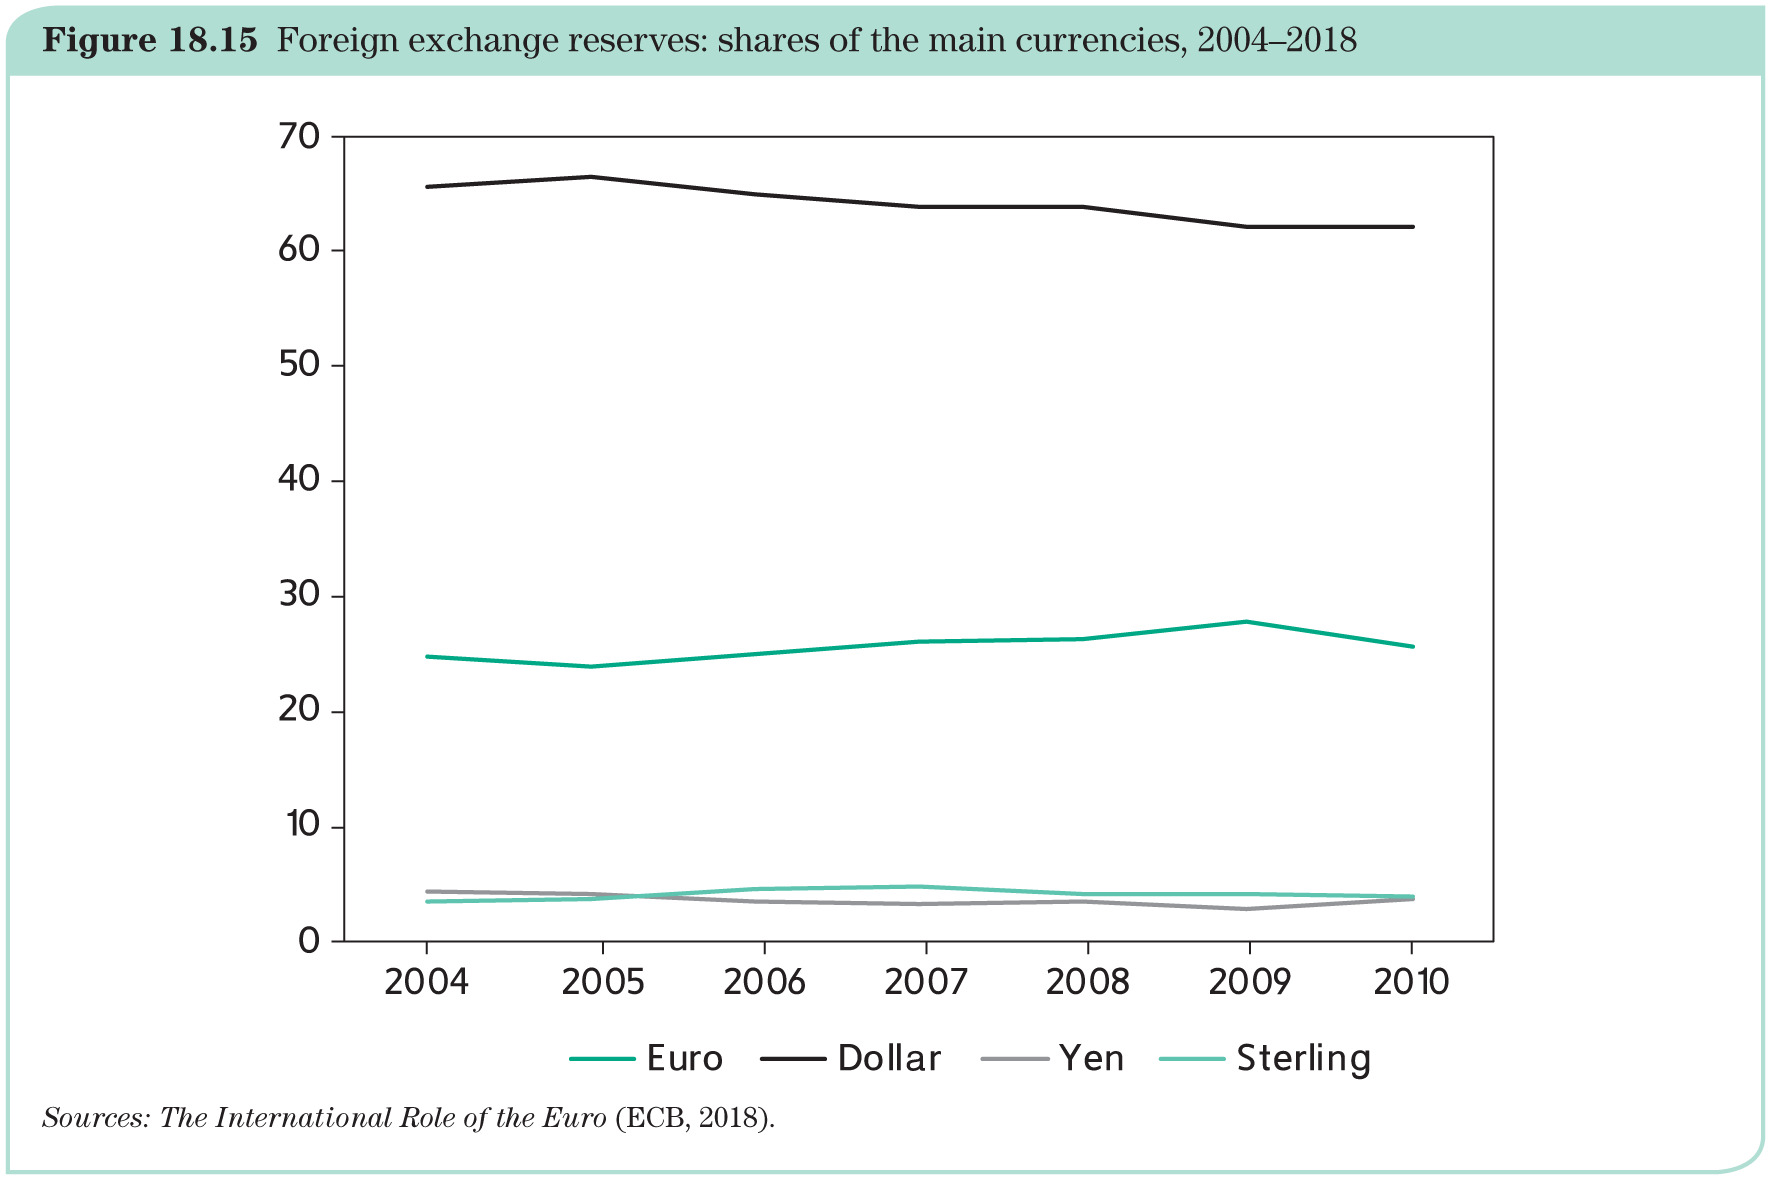 Figure 18.15 Foreign exchange reserves: shares of the main currencies, 2004–2018
70
60
50
40
30
20
10
0
2004 2005 2006 2007 2008 2009 2010
Euro Dollar Yen Sterling
Sources: The International Role of the Euro (ECB, 2018).